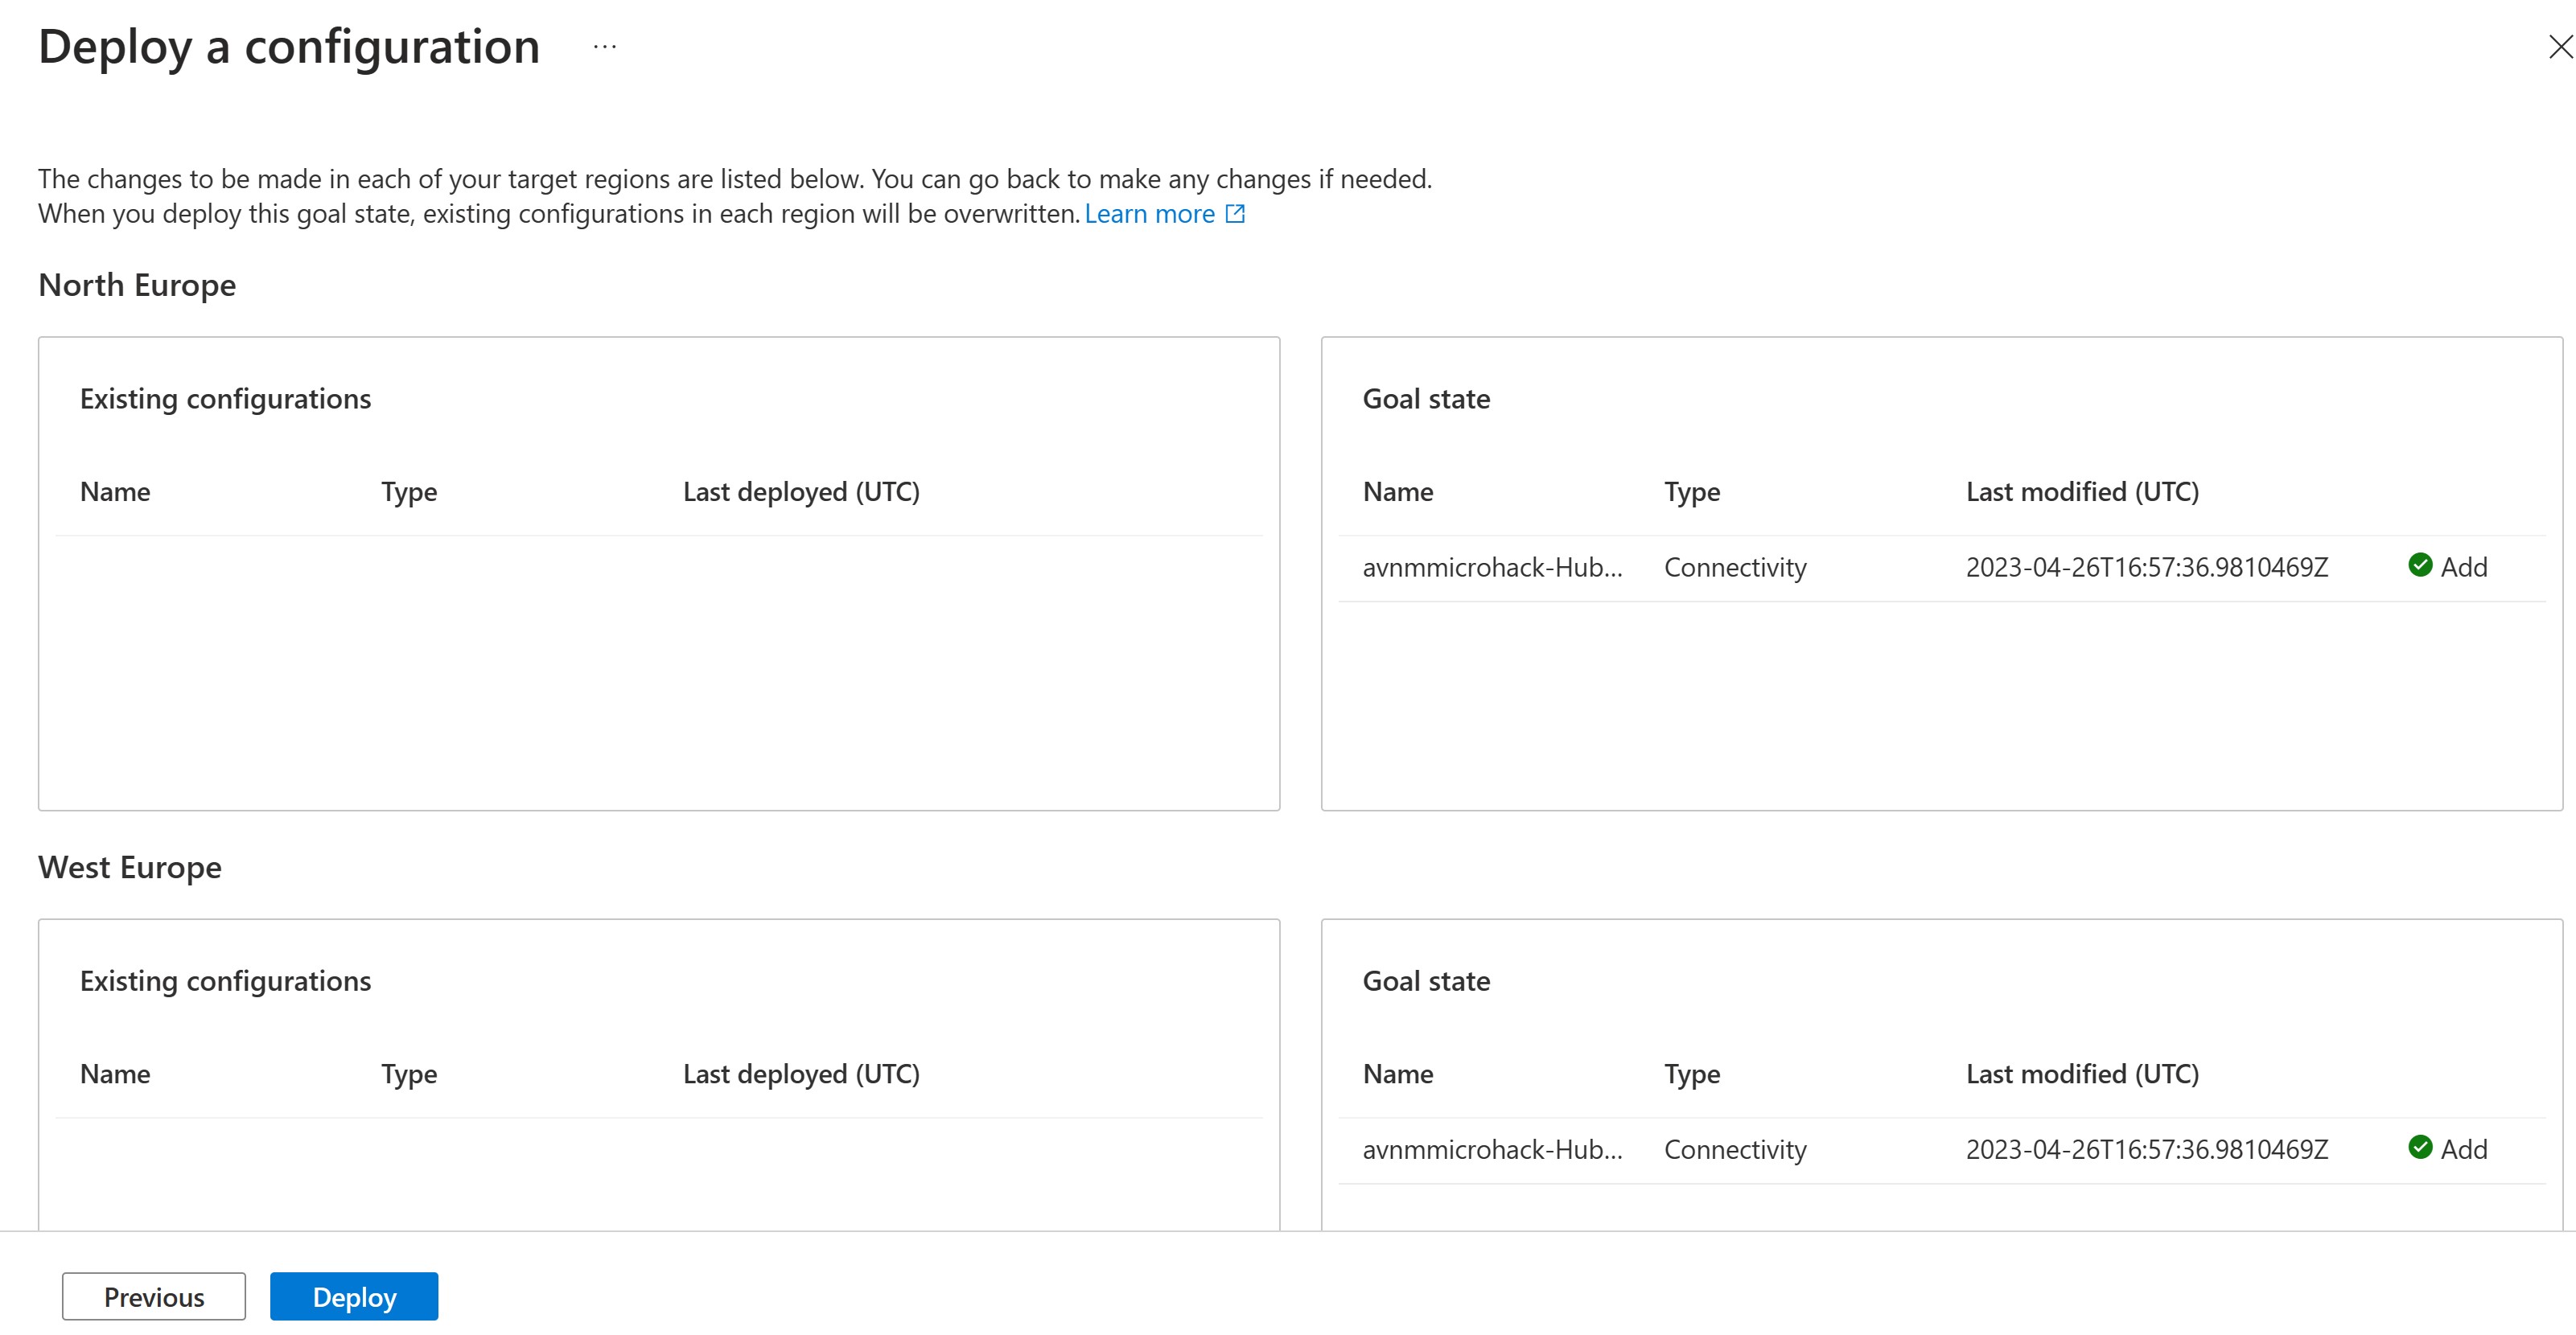 Deploy a configuration ...
The changes to be made in each of your target regions are listed below. You can go back to make any changes if needed.
When you deploy this goal state, existing configurations in each region will be overwritten. Learn more
North Europe
Existing configurations
Name Type Last deployed (UTC)
Goal state
Name Type Last modified (UTC)
avnmmicrohack-Hub... Connectivity 2023-04-26T16:57:36.9810469Z Add
West Europe
Existing configurations
Name Type Last deployed (UTC)
Goal state
Name Type Last modified (UTC)
avnmmicrohack-Hub... Connectivity 2023-04-26T16:57:36.9810469Z Add
Previous Deploy